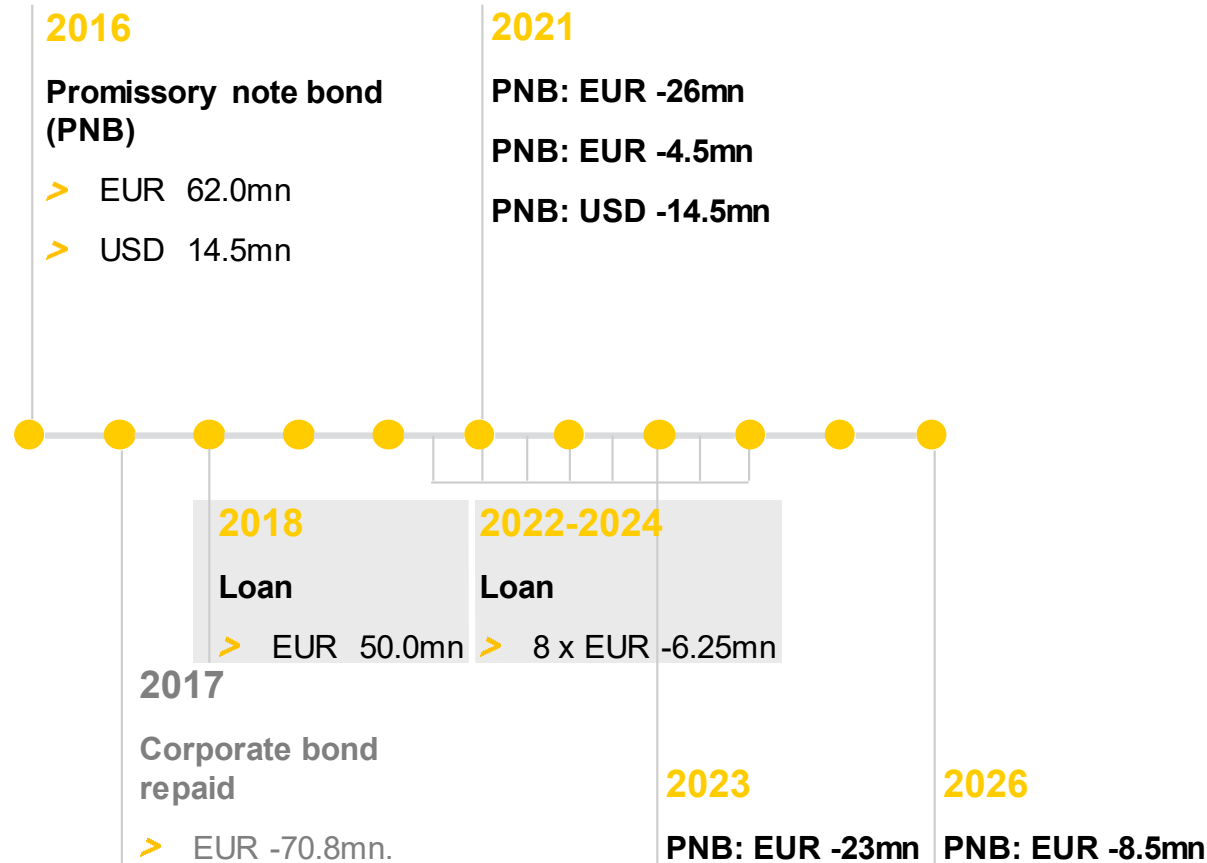 2016
Promissory note bond
(PNB)
> EUR 62.0mn
> USD 14.5mn
2021
PNB: EUR -26mn
PNB: EUR -4.5mn
PNB: USD -14.5mn
2018
Loan
> EUR 50.0mn
2022-2024
Loan
> 8 x EUR -6.25mn
2017
Corporate bond
repaid
> EUR -70.8mn.
2023
PNB: EUR -23mn
2026
PNB: EUR -8.5mn